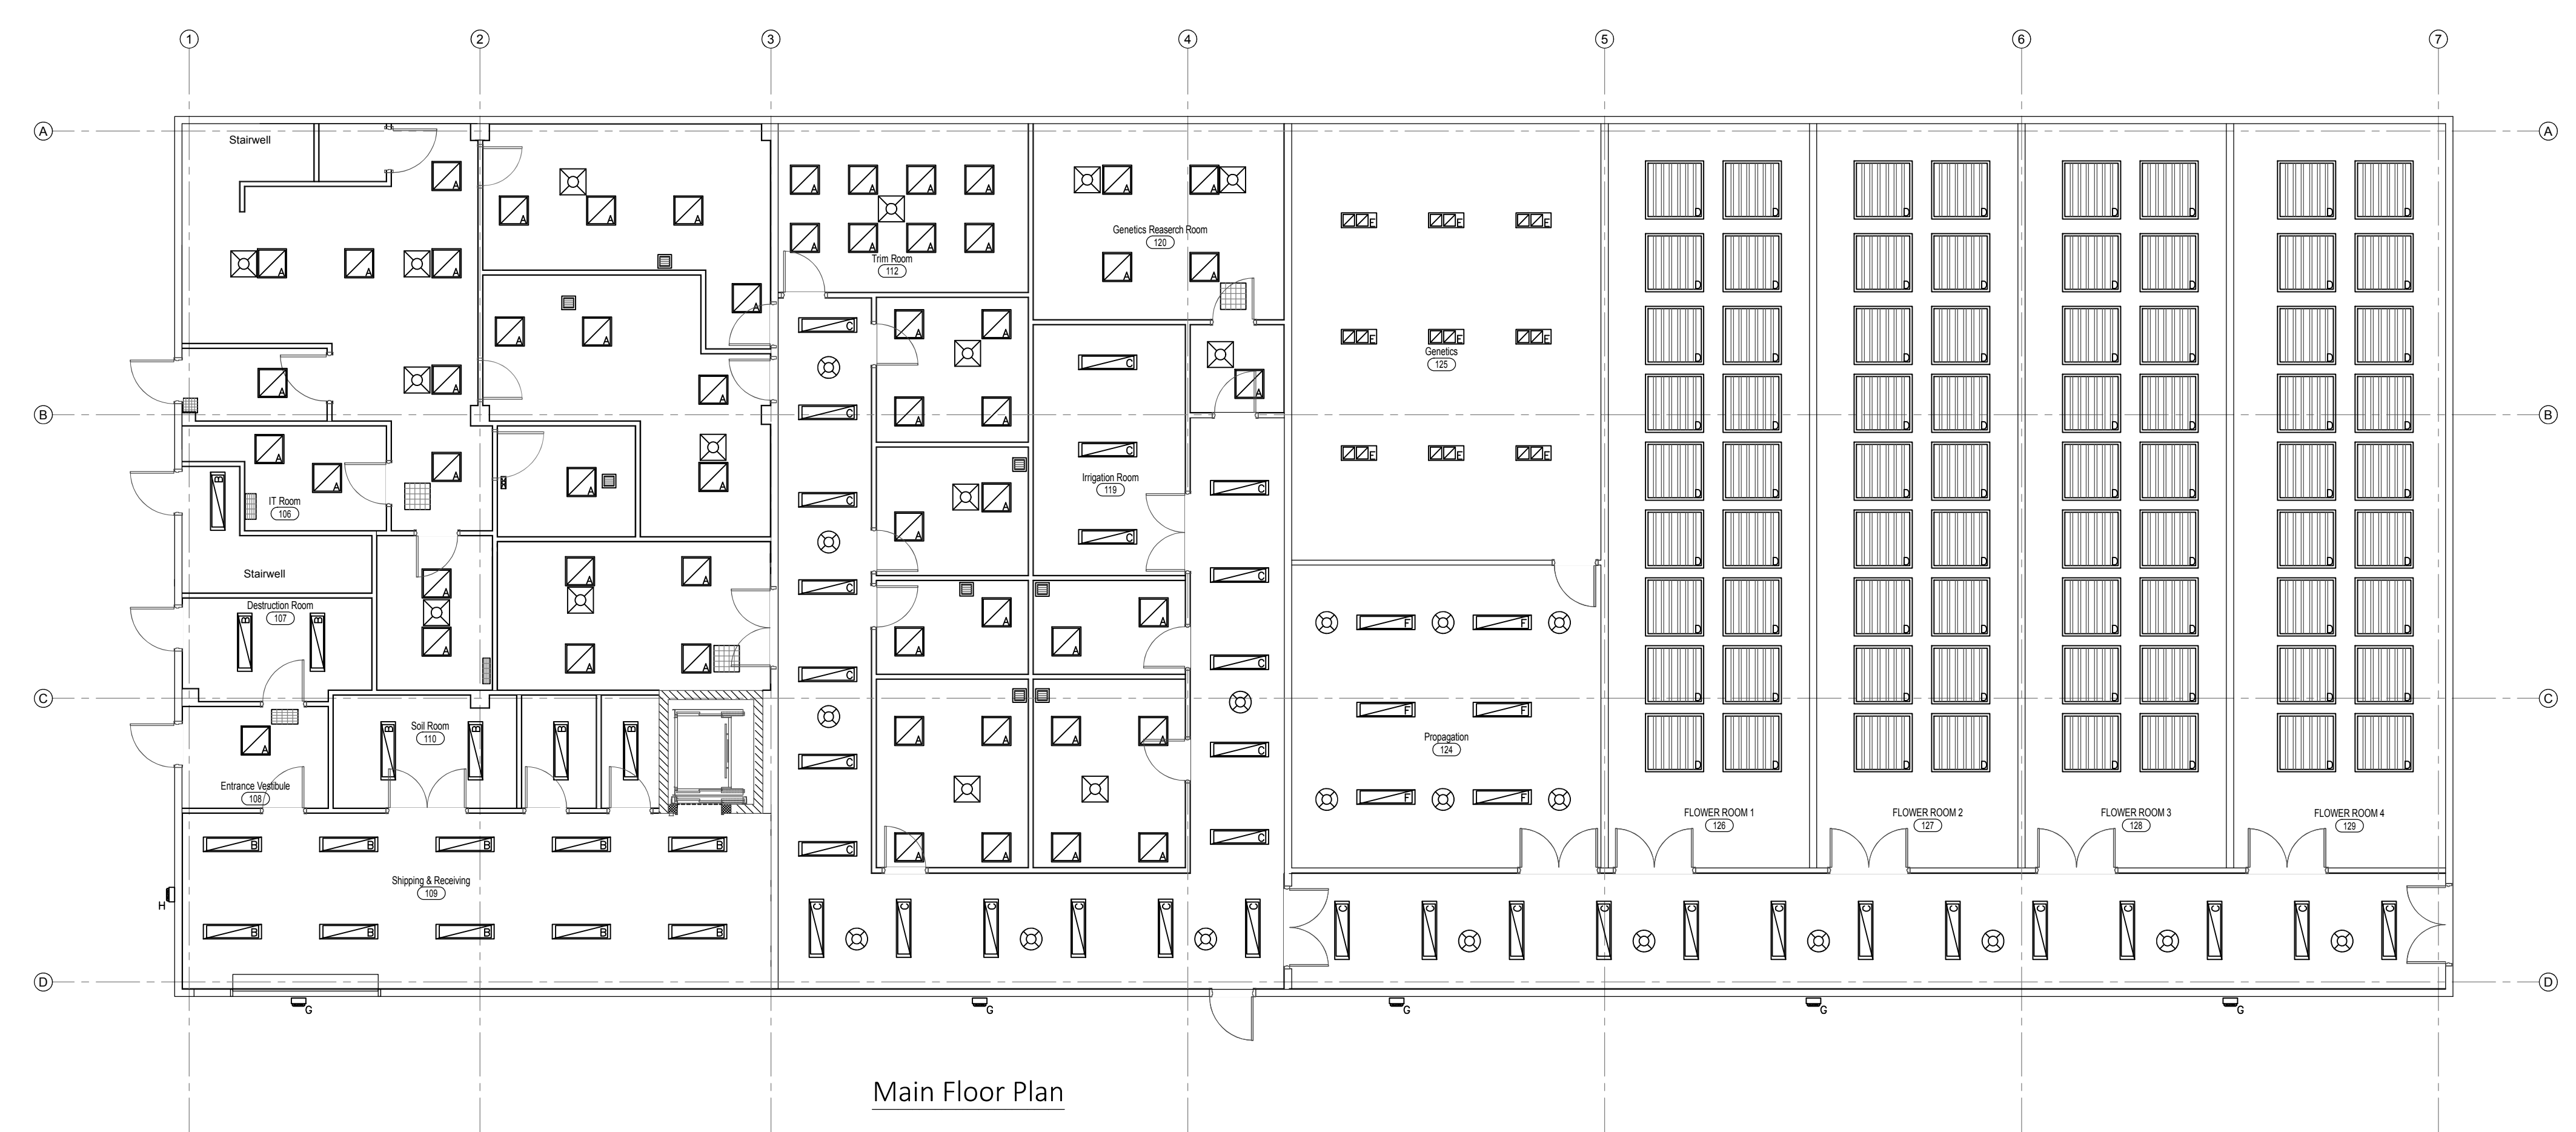 1 2 3 4 5 6 7
A A
Stairwell
A A A A A A A A
D D D D D D D D
A A A A A A A
E E E
Genetics Reaserch Room
120
Trim Room
112
A A A A A
D D D D D D D D
A
A A C A A
E E E
D D D D D D D D
Genetics
125
C
A A A A
D D D D D D D D
B B
C A A
A C
E E E
A A A A
B
Irrigation Room
119
C
D D D D D D D D
IT Room
106
C A
C
D D D D D D D D
Stairwell
A A A C C
Destruction Room
107
B B
A A
D D D D D D D D
F F
A A A A A
C C
D D D D D D D D
C C
F F
Entrance Vestibule
108
A
Soil Room
110
B B B B
A A A A
Propagation
124
C C
D D D D D D D D
F F
FLOWER ROOM 1
126
FLOWER ROOM 2
127
FLOWER ROOM 3
128
FLOWER ROOM 4
129
B B B B B
C A A A A C
Shipping & Receiving
109
H
B B B B B
C C C C C C C C C C C C C C C C C C C
D D
G G G G G
Main Floor Plan